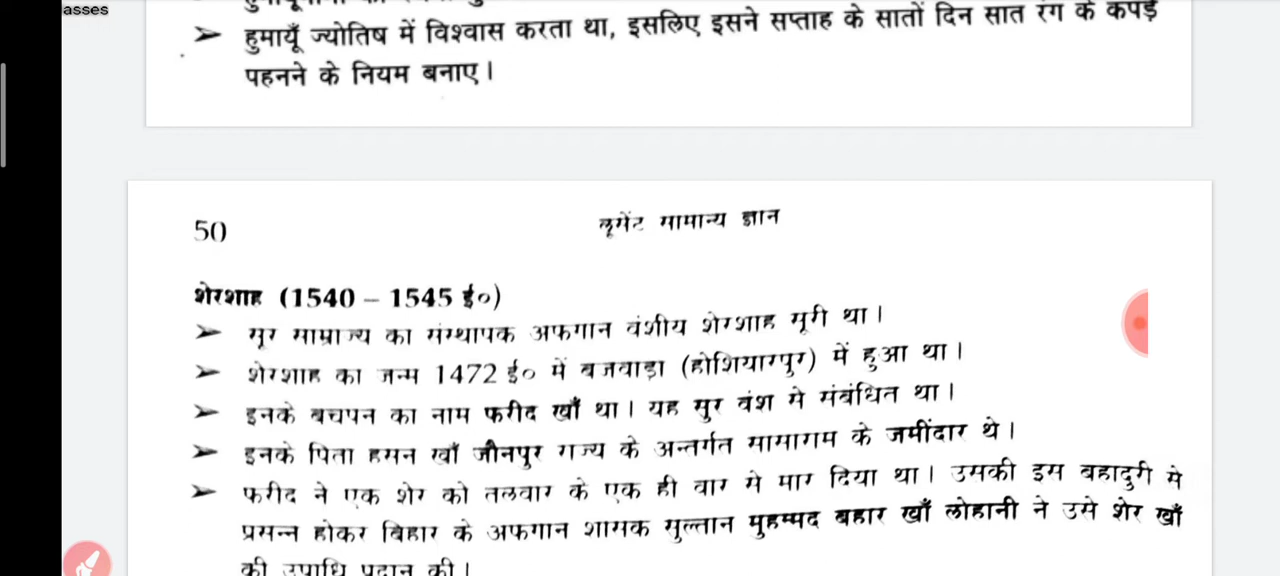 asses
हुमायूँ ज्योतिष में विश्वास करता था, इसलिए इसने सप्ताह के सातों दिन सात रंग के कपड़े
पहनने के नियम बनाए।
50 लूसेंट सामान्य ज्ञान
शेरशाह (1540 – 1545 ई०)
➢ सूर साम्राज्य का संस्थापक अफगान वंशीय शेरशाह सूरी था।
➢ शेरशाह का जन्म 1472 ई० में बजवाड़ा (होशियारपुर) में हुआ था।
➢ इनके बचपन का नाम फरीद खाँ था। यह सुर वंश से संबंधित था।
➢ इनके पिता हसन खाँ जौनपुर राज्य के अन्तर्गत सासाराम के जमींदार थे।
➢ फरीद ने एक शेर को तलवार के एक ही वार से मार दिया था। उसकी इस बहादुरी से
प्रसन्न होकर बिहार के अफगान शासक सुल्तान मुहम्मद बहार खाँ लोहानी ने उसे शेर खाँ
की उपाधि प्रदान की।